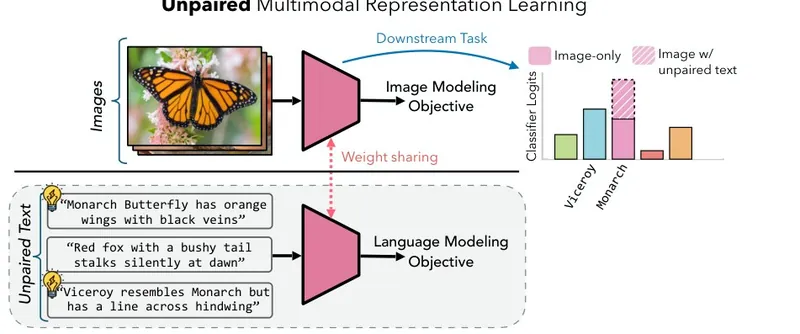 Unpaired Multimodal Representation Learning
Downstream Task
Images
Image Modeling
Objective
Image-only
Image w/
unpaired text
Classifier Logits
Viceroy
Monarch
Weight sharing
Unpaired Text
“Monarch Butterfly has orange
wings with black veins”
“Red fox with a bushy tail
stalks silently at dawn”
“Viceroy resembles Monarch but
has a line across hindwing”
Language Modeling
Objective